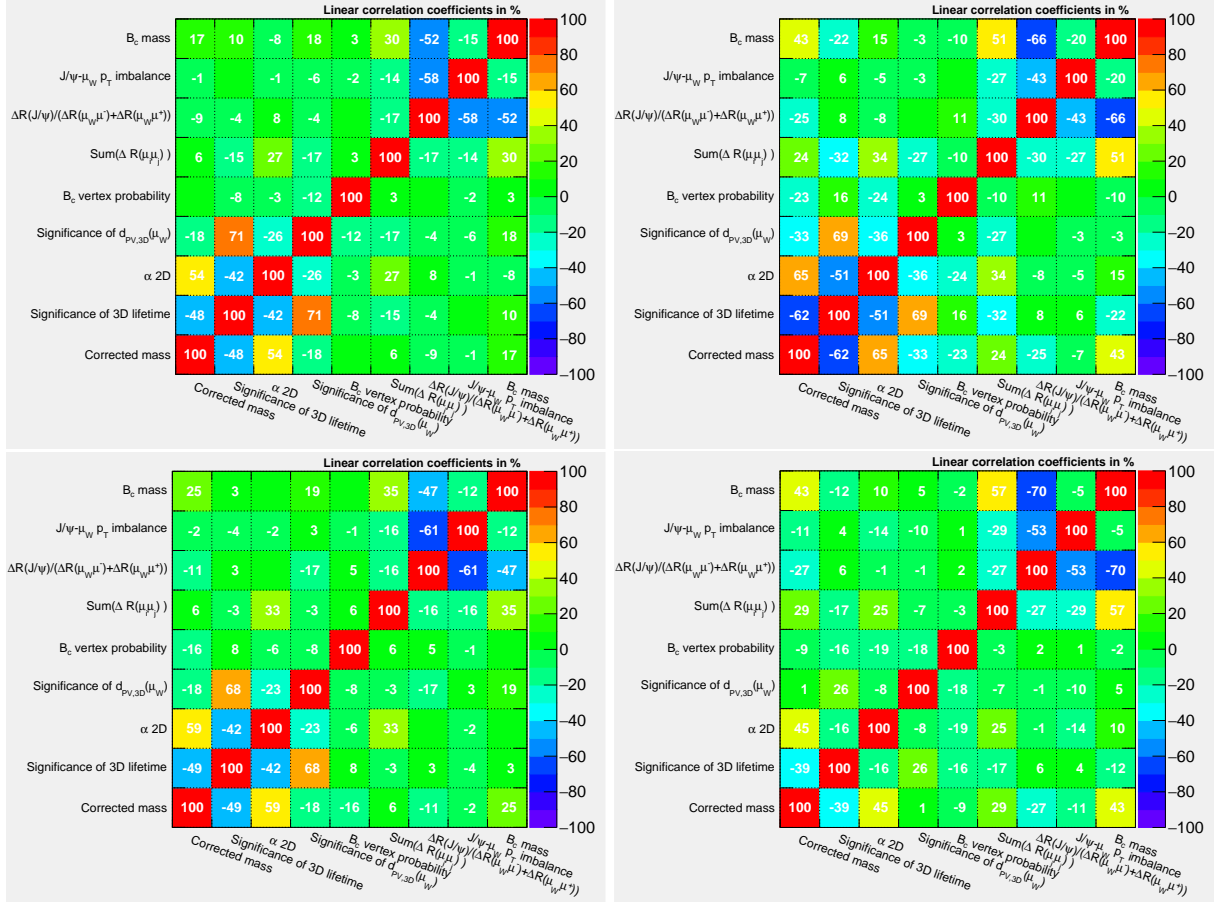 Linear correlation coefficients in %
B_c mass 17 10 -8 18 3 30 -52 -15 100
J/ψ-μ_W p_T imbalance -1 -1 -6 -2 -14 -58 100 -15
ΔR(J/ψ)/(ΔR(μ_Wμ⁻)+ΔR(μ_Wμ⁺)) -9 -4 8 -4 -17 100 -58 -52
Sum(Δ R(μ_iμ_j) ) 6 -15 27 -17 3 100 -17 -14 30
B_c vertex probability -8 -3 -12 100 3 -2 3
Significance of d_PV,3D(μ_W) -18 71 -26 100 -12 -17 -4 -6 18
α 2D 54 -42 100 -26 -3 27 8 -1 -8
Significance of 3D lifetime -48 100 -42 71 -8 -15 -4 10
Corrected mass 100 -48 54 -18 6 -9 -1 17
Corrected mass
Significance of 3D lifetime
α 2D
Significance of d_PV,3D(μ_W)
B_c vertex probability
Sum(Δ R(μ_iμ_j) )
ΔR(J/ψ)/(ΔR(μ_Wμ⁻)+ΔR(μ_Wμ⁺))
J/ψ-μ_W p_T imbalance
B_c mass
100
80
60
40
20
0
−20
−40
−60
−80
−100
Linear correlation coefficients in %
B_c mass 43 -22 15 -3 -10 51 -66 -20 100
J/ψ-μ_W p_T imbalance -7 6 -5 -3 -27 -43 100 -20
ΔR(J/ψ)/(ΔR(μ_Wμ⁻)+ΔR(μ_Wμ⁺)) -25 8 -8 11 -30 100 -43 -66
Sum(Δ R(μ_iμ_j) ) 24 -32 34 -27 -10 100 -30 -27 51
B_c vertex probability -23 16 -24 3 100 -10 11 -10
Significance of d_PV,3D(μ_W) -33 69 -36 100 3 -27 -3 -3
α 2D 65 -51 100 -36 -24 34 -8 -5 15
Significance of 3D lifetime -62 100 -51 69 16 -32 8 6 -22
Corrected mass 100 -62 65 -33 -23 24 -25 -7 43
Corrected mass
Significance of 3D lifetime
α 2D
Significance of d_PV,3D(μ_W)
B_c vertex probability
Sum(Δ R(μ_iμ_j) )
ΔR(J/ψ)/(ΔR(μ_Wμ⁻)+ΔR(μ_Wμ⁺))
J/ψ-μ_W p_T imbalance
B_c mass
100
80
60
40
20
0
−20
−40
−60
−80
−100
Linear correlation coefficients in %
B_c mass 25 3 19 35 -47 -12 100
J/ψ-μ_W p_T imbalance -2 -4 -2 3 -1 -16 -61 100 -12
ΔR(J/ψ)/(ΔR(μ_Wμ⁻)+ΔR(μ_Wμ⁺)) -11 3 -17 5 -16 100 -61 -47
Sum(Δ R(μ_iμ_j) ) 6 -3 33 -3 6 100 -16 -16 35
B_c vertex probability -16 8 -6 -8 100 6 5 -1
Significance of d_PV,3D(μ_W) -18 68 -23 100 -8 -3 -17 3 19
α 2D 59 -42 100 -23 -6 33 -2
Significance of 3D lifetime -49 100 -42 68 8 -3 3 -4 3
Corrected mass 100 -49 59 -18 -16 6 -11 -2 25
Corrected mass
Significance of 3D lifetime
α 2D
Significance of d_PV,3D(μ_W)
B_c vertex probability
Sum(Δ R(μ_iμ_j) )
ΔR(J/ψ)/(ΔR(μ_Wμ⁻)+ΔR(μ_Wμ⁺))
J/ψ-μ_W p_T imbalance
B_c mass
100
80
60
40
20
0
−20
−40
−60
−80
−100
Linear correlation coefficients in %
B_c mass 43 -12 10 5 -2 57 -70 -5 100
J/ψ-μ_W p_T imbalance -11 4 -14 -10 1 -29 -53 100 -5
ΔR(J/ψ)/(ΔR(μ_Wμ⁻)+ΔR(μ_Wμ⁺)) -27 6 -1 -1 2 -27 100 -53 -70
Sum(Δ R(μ_iμ_j) ) 29 -17 25 -7 -3 100 -27 -29 57
B_c vertex probability -9 -16 -19 -18 100 -3 2 1 -2
Significance of d_PV,3D(μ_W) 1 26 -8 100 -18 -7 -1 -10 5
α 2D 45 -16 100 -8 -19 25 -1 -14 10
Significance of 3D lifetime -39 100 -16 26 -16 -17 6 4 -12
Corrected mass 100 -39 45 1 -9 29 -27 -11 43
Corrected mass
Significance of 3D lifetime
α 2D
Significance of d_PV,3D(μ_W)
B_c vertex probability
Sum(Δ R(μ_iμ_j) )
ΔR(J/ψ)/(ΔR(μ_Wμ⁻)+ΔR(μ_Wμ⁺))
J/ψ-μ_W p_T imbalance
B_c mass
100
80
60
40
20
0
−20
−40
−60
−80
−100